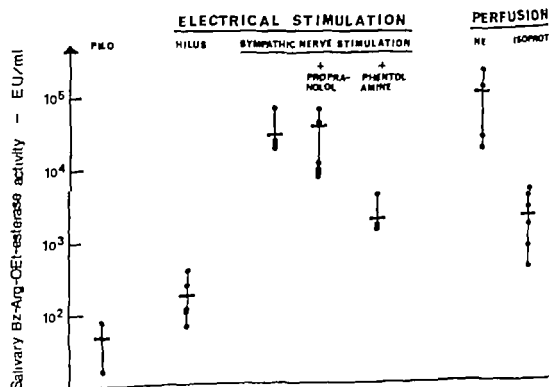 ELECTRICAL STIMULATION
PERFUSION
PILO
HILUS
SYMPATHIC NERVE STIMULATION
NE
ISOPROT
+
PROPRA-
NOLOL
+
PHENTOL
AMINE
Salivary Bz-Arg-OEt-esterase activity – EU/ml
10⁵
10⁴
10³
10²